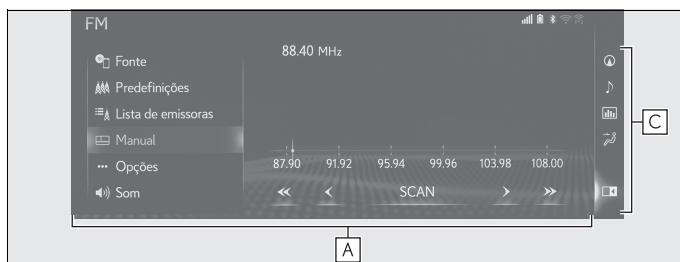 FM
88.40 MHz
Fonte
Predefinições
Lista de emissoras
Manual
Opções
Som
87.90 91.92 95.94 99.96 103.98 108.00
SCAN
A
C